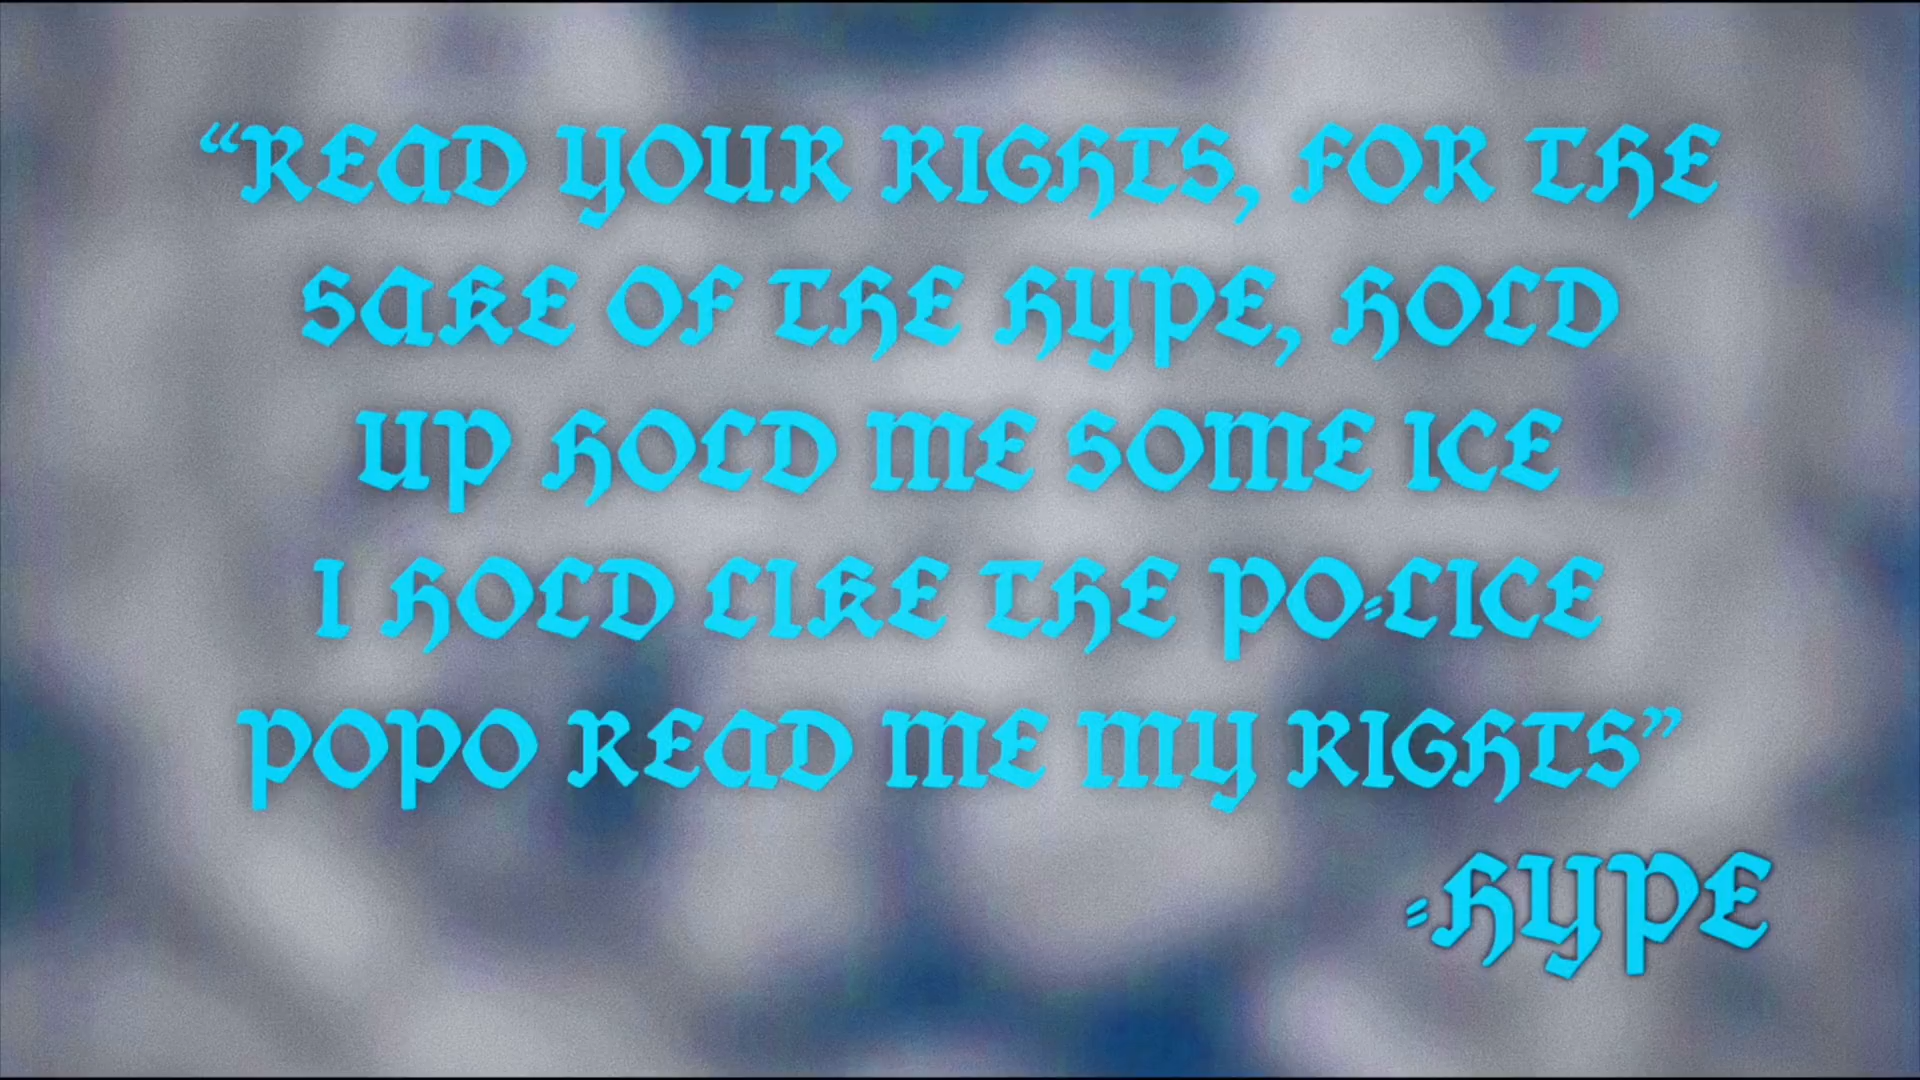 “READ YOUR RIGHTS, FOR THE
SAKE OF THE HYPE, HOLD
UP HOLD ME SOME ICE
I HOLD LIKE THE PO-LICE
POPO READ ME MY RIGHTS”
-HYPE